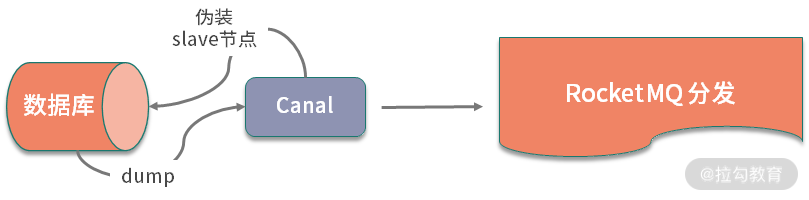 伪装
slave节点
数据库
Canal
RocketMQ 分发
dump
@拉勾教育